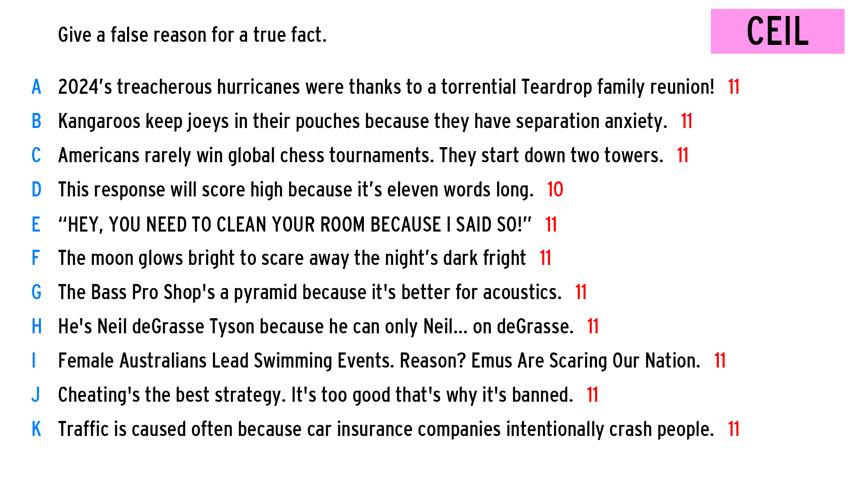 Give a false reason for a true fact.
CEIL
A 2024’s treacherous hurricanes were thanks to a torrential Teardrop family reunion! 11
B Kangaroos keep joeys in their pouches because they have separation anxiety. 11
C Americans rarely win global chess tournaments. They start down two towers. 11
D This response will score high because it’s eleven words long. 10
E “HEY, YOU NEED TO CLEAN YOUR ROOM BECAUSE I SAID SO!” 11
F The moon glows bright to scare away the night’s dark fright 11
G The Bass Pro Shop's a pyramid because it's better for acoustics. 11
H He's Neil deGrasse Tyson because he can only Neil... on deGrasse. 11
I Female Australians Lead Swimming Events. Reason? Emus Are Scaring Our Nation. 11
J Cheating's the best strategy. It's too good that's why it's banned. 11
K Traffic is caused often because car insurance companies intentionally crash people. 11